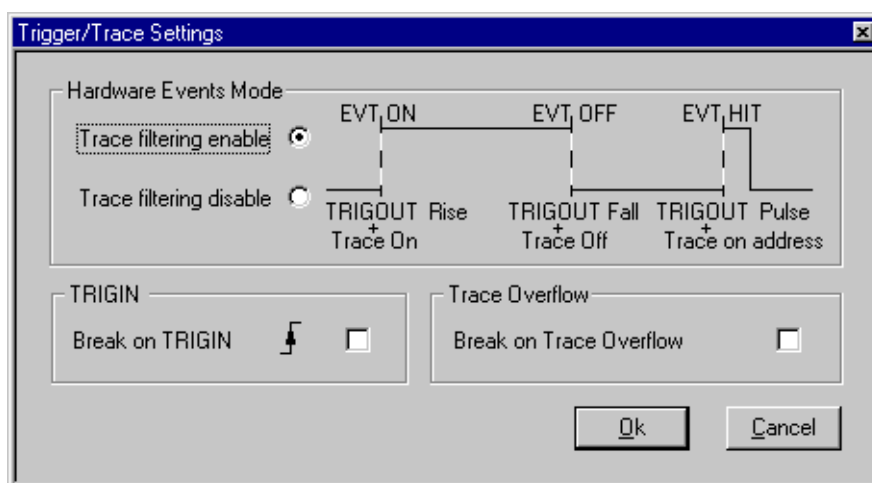 Trigger/Trace Settings
Hardware Events Mode
Trace filtering enable
Trace filtering disable
EVT ON EVT OFF EVT HIT
TRIGOUT Rise TRIGOUT Fall TRIGOUT Pulse
+ + +
Trace On Trace Off Trace on address
TRIGIN
Break on TRIGIN
Trace Overflow
Break on Trace Overflow
Ok Cancel